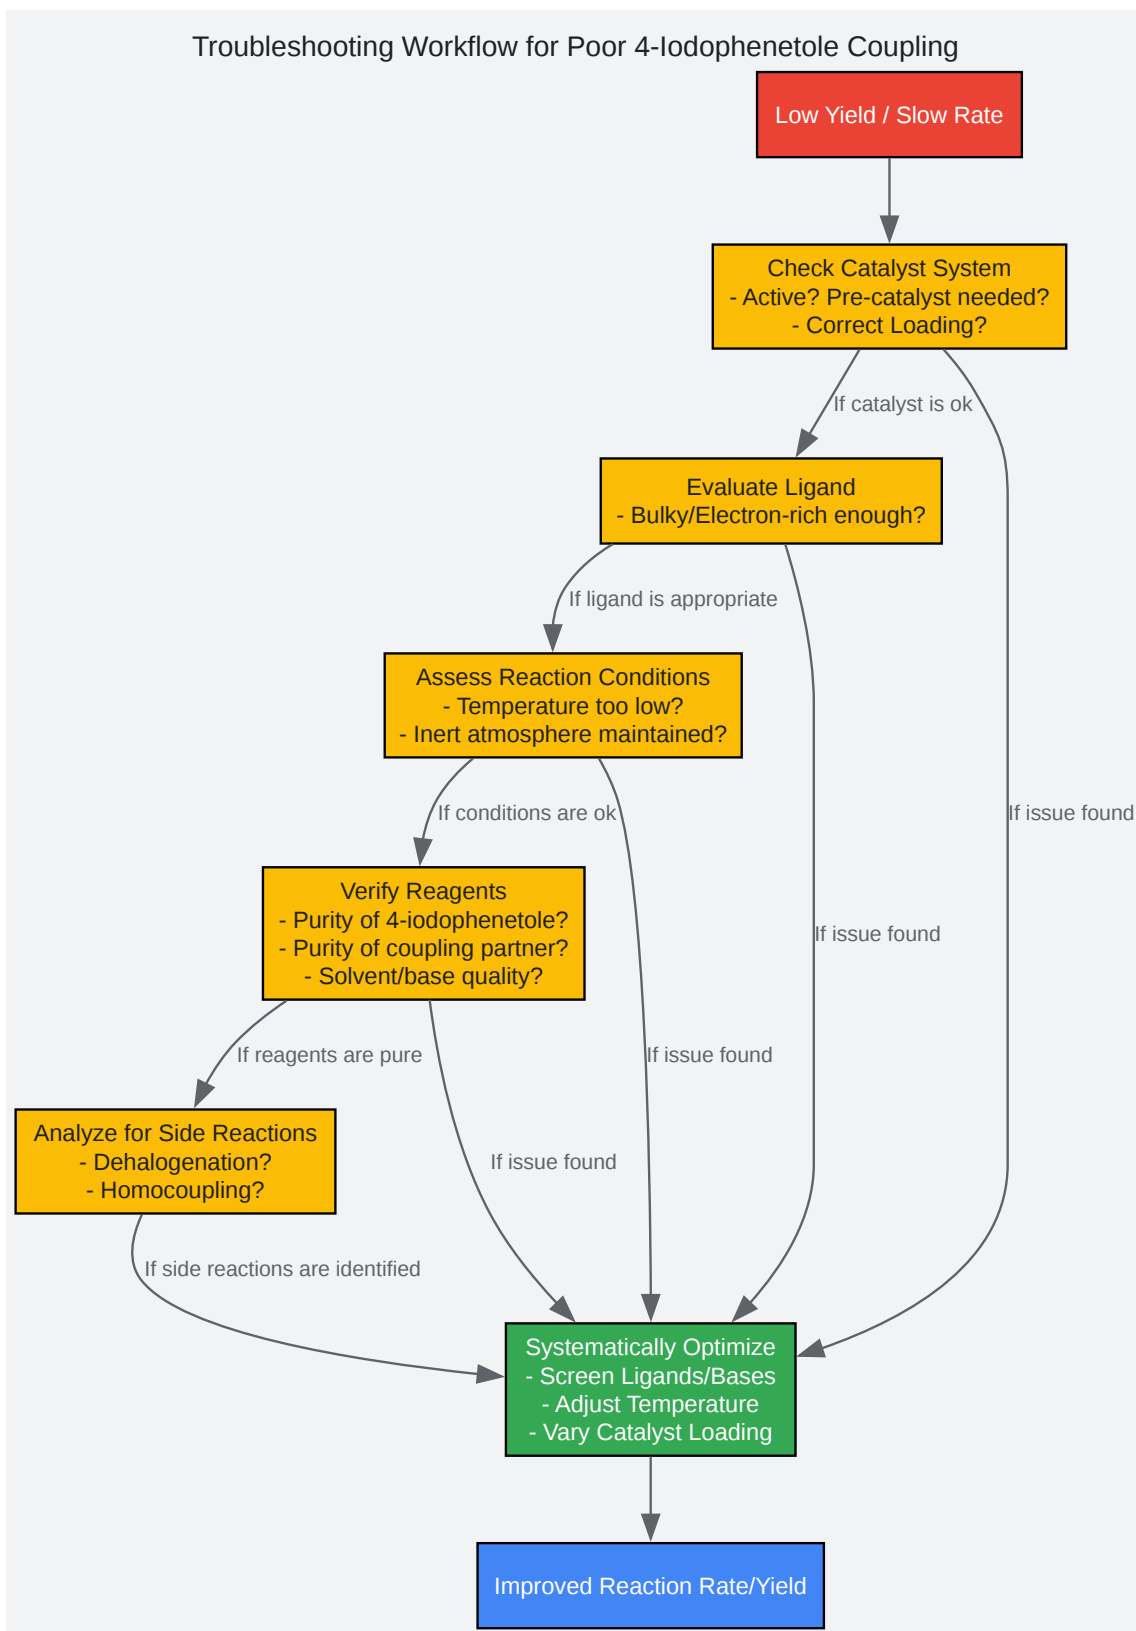 Troubleshooting Workflow for Poor 4-Iodophenetole Coupling
Low Yield / Slow Rate
Check Catalyst System
- Active? Pre-catalyst needed?
- Correct Loading?
If catalyst is ok
Evaluate Ligand
- Bulky/Electron-rich enough?
If ligand is appropriate
Assess Reaction Conditions
- Temperature too low?
- Inert atmosphere maintained?
If conditions are ok
If issue found
Verify Reagents
- Purity of 4-iodophenetole?
- Purity of coupling partner?
- Solvent/base quality?
If issue found
If reagents are pure
If issue found
Analyze for Side Reactions
- Dehalogenation?
- Homocoupling?
If issue found
If side reactions are identified
Systematically Optimize
- Screen Ligands/Bases
- Adjust Temperature
- Vary Catalyst Loading
Improved Reaction Rate/Yield